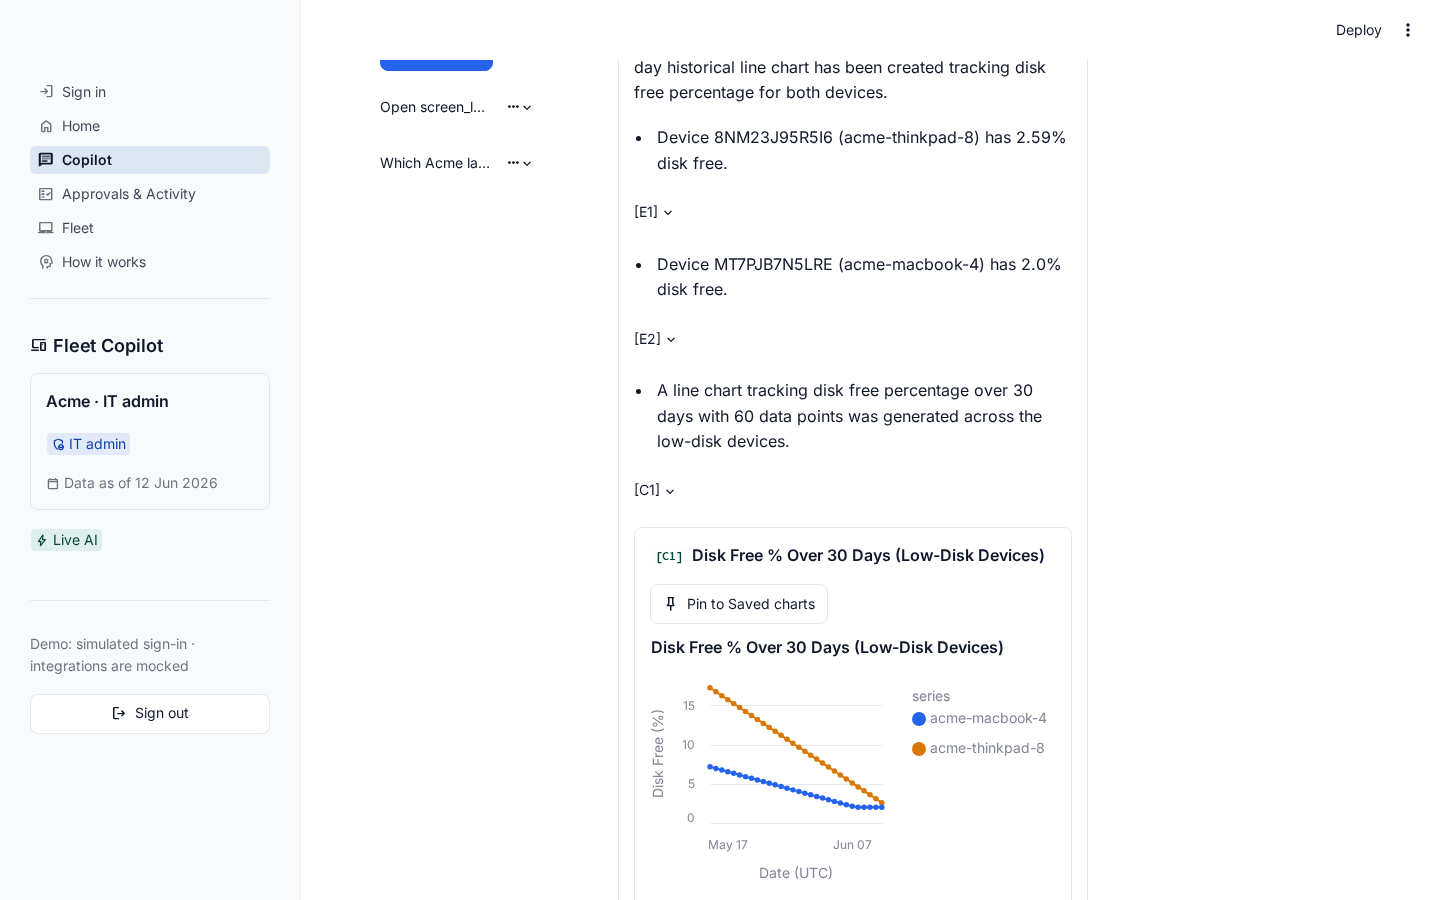 Deploy
Sign in
Home
Copilot
Approvals & Activity
Fleet
How it works
Fleet Copilot
Acme · IT admin
IT admin
Data as of 12 Jun 2026
Live AI
Demo: simulated sign-in ·
integrations are mocked
Sign out
Open screen_l...
Which Acme la...
day historical line chart has been created tracking disk
free percentage for both devices.
• Device 8NM23J95R5I6 (acme-thinkpad-8) has 2.59%
disk free.
[E1]
• Device MT7PJB7N5LRE (acme-macbook-4) has 2.0%
disk free.
[E2]
• A line chart tracking disk free percentage over 30
days with 60 data points was generated across the
low-disk devices.
[C1]
[C1] Disk Free % Over 30 Days (Low-Disk Devices)
Pin to Saved charts
Disk Free % Over 30 Days (Low-Disk Devices)
Disk Free (%)
15
10
5
0
May 17
Jun 07
Date (UTC)
series
acme-macbook-4
acme-thinkpad-8